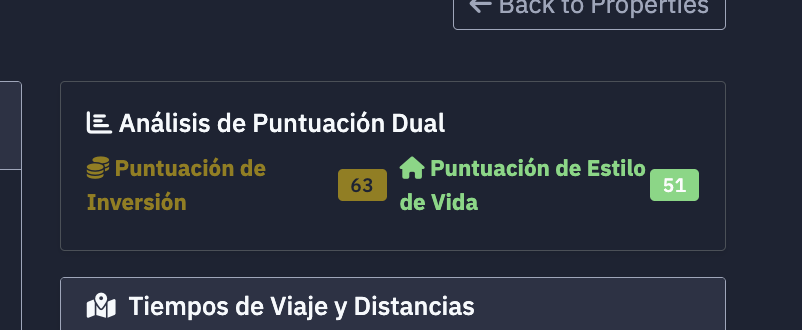 Back to Properties
Análisis de Puntuación Dual
Puntuación de
Inversión
63
Puntuación de Estilo
de Vida
51
Tiempos de Viaje y Distancias